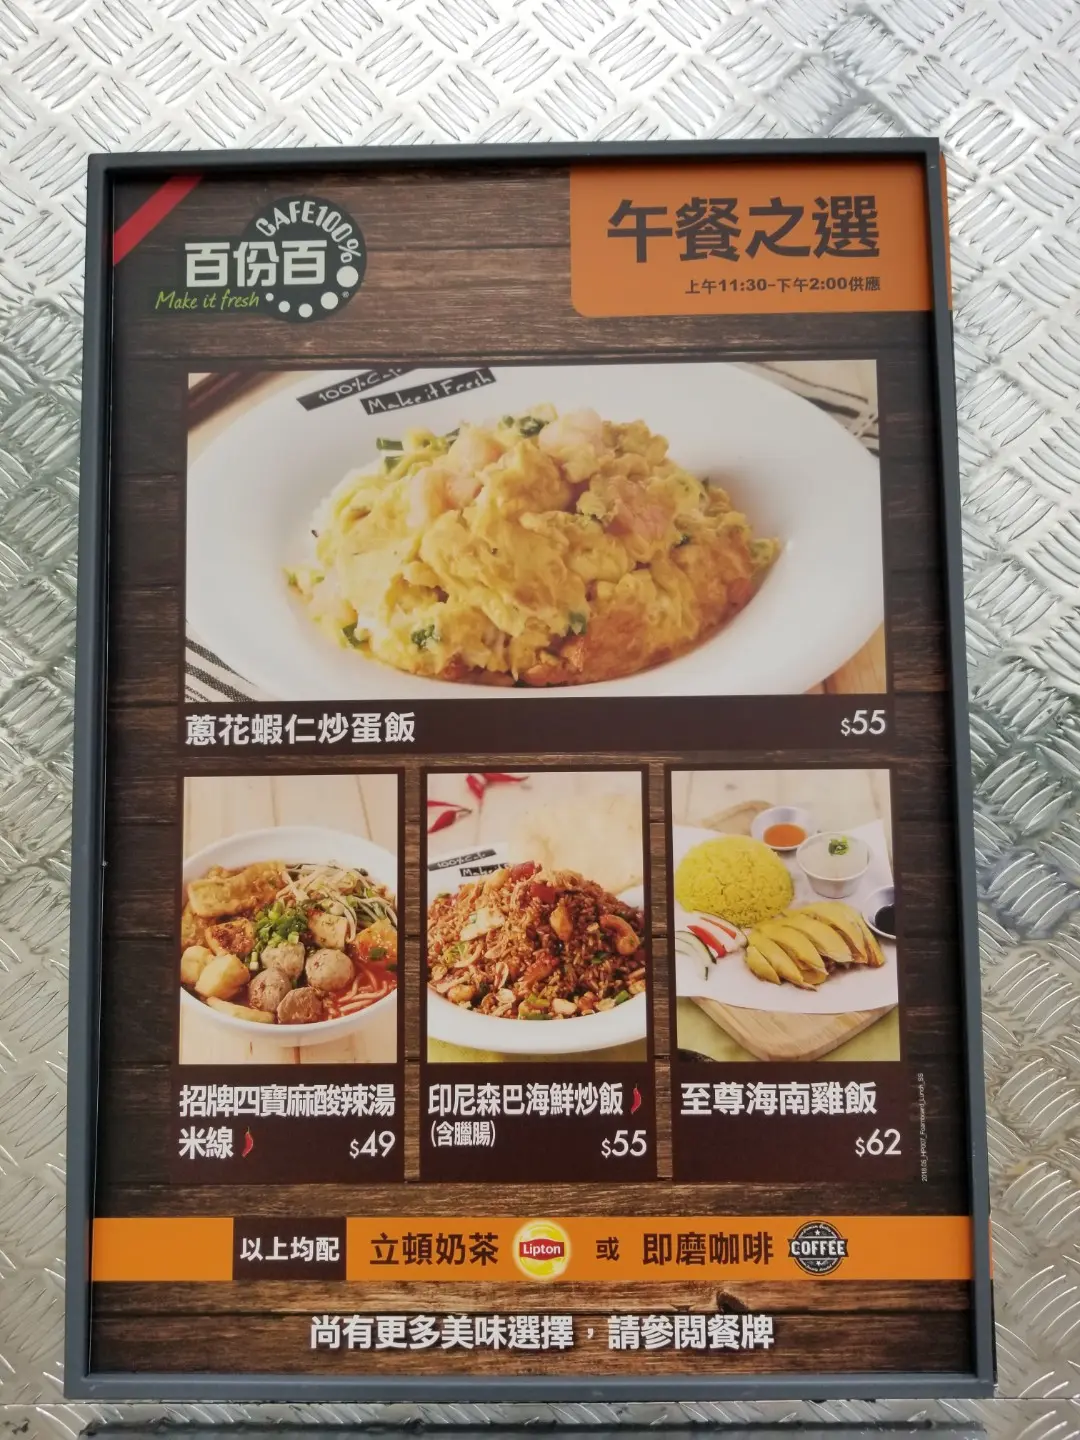 CAFE100%
百份百
Make it fresh
午餐之選
上午11:30-下午2:00供應
100% Cafe
Make it Fresh
蔥花蝦仁炒蛋飯
$55
100% Cafe
招牌四寶麻酸辣湯
米線
$49
印尼森巴海鮮炒飯
(含臘腸)
$55
至尊海南雞飯
$62
以上均配 立頓奶茶 Lipton 或 即磨咖啡 COFFEE
尚有更多美味選擇，請參閱餐牌